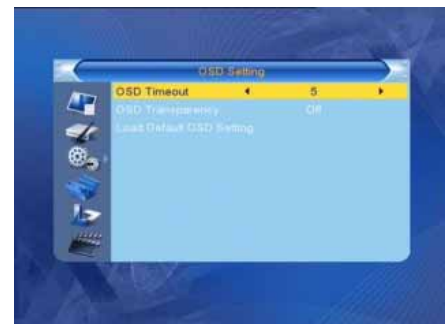 OSD Setting
OSD Timeout 5
OSD Transparency Off
Load Default OSD Setting